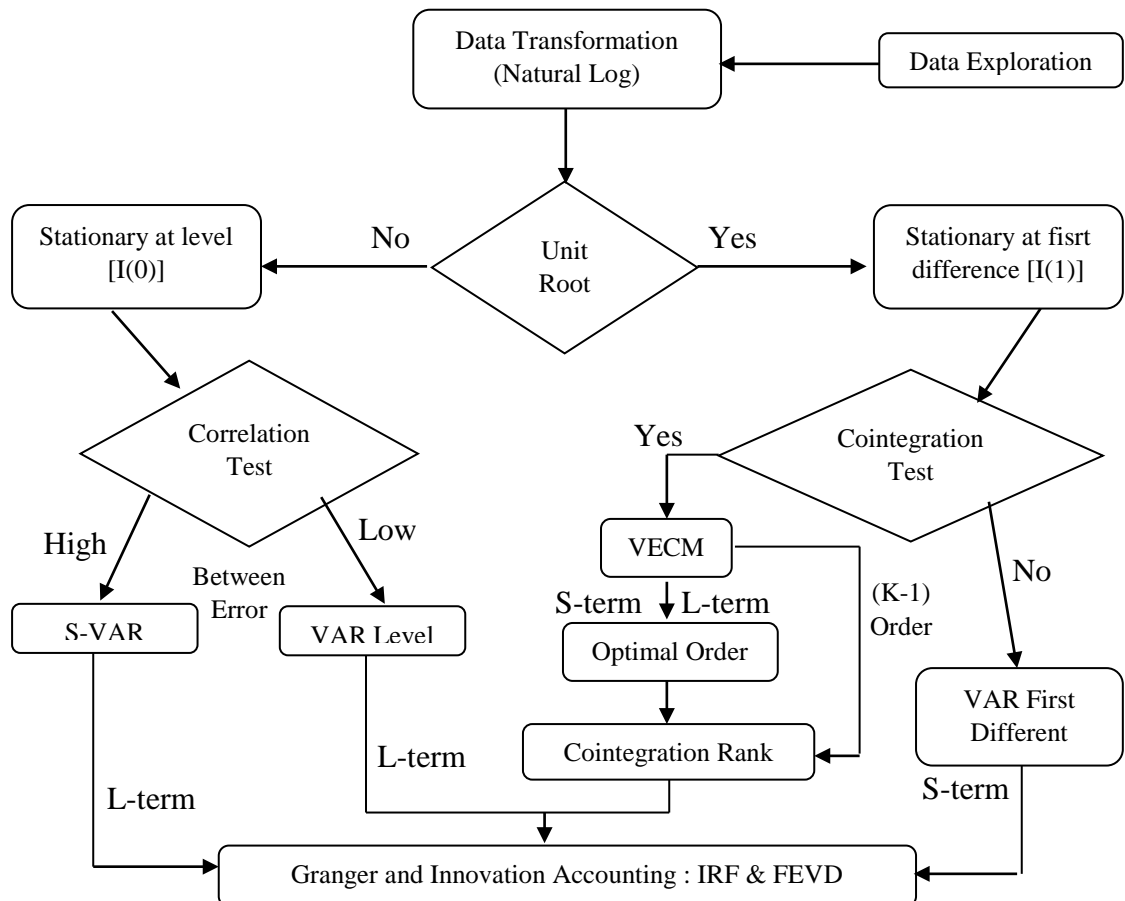 Data Transformation
(Natural Log)
Data Exploration
Stationary at level
[I(0)]
No
Unit
Root
Yes
Stationary at fisrt
difference [I(1)]
Correlation
Test
Yes
Cointegration
Test
High
Between
Error
Low
VECM
No
S-term
L-term
(K-1)
Order
S-VAR
VAR Level
Optimal Order
VAR First
Different
Cointegration Rank
L-term
L-term
S-term
Granger and Innovation Accounting : IRF & FEVD